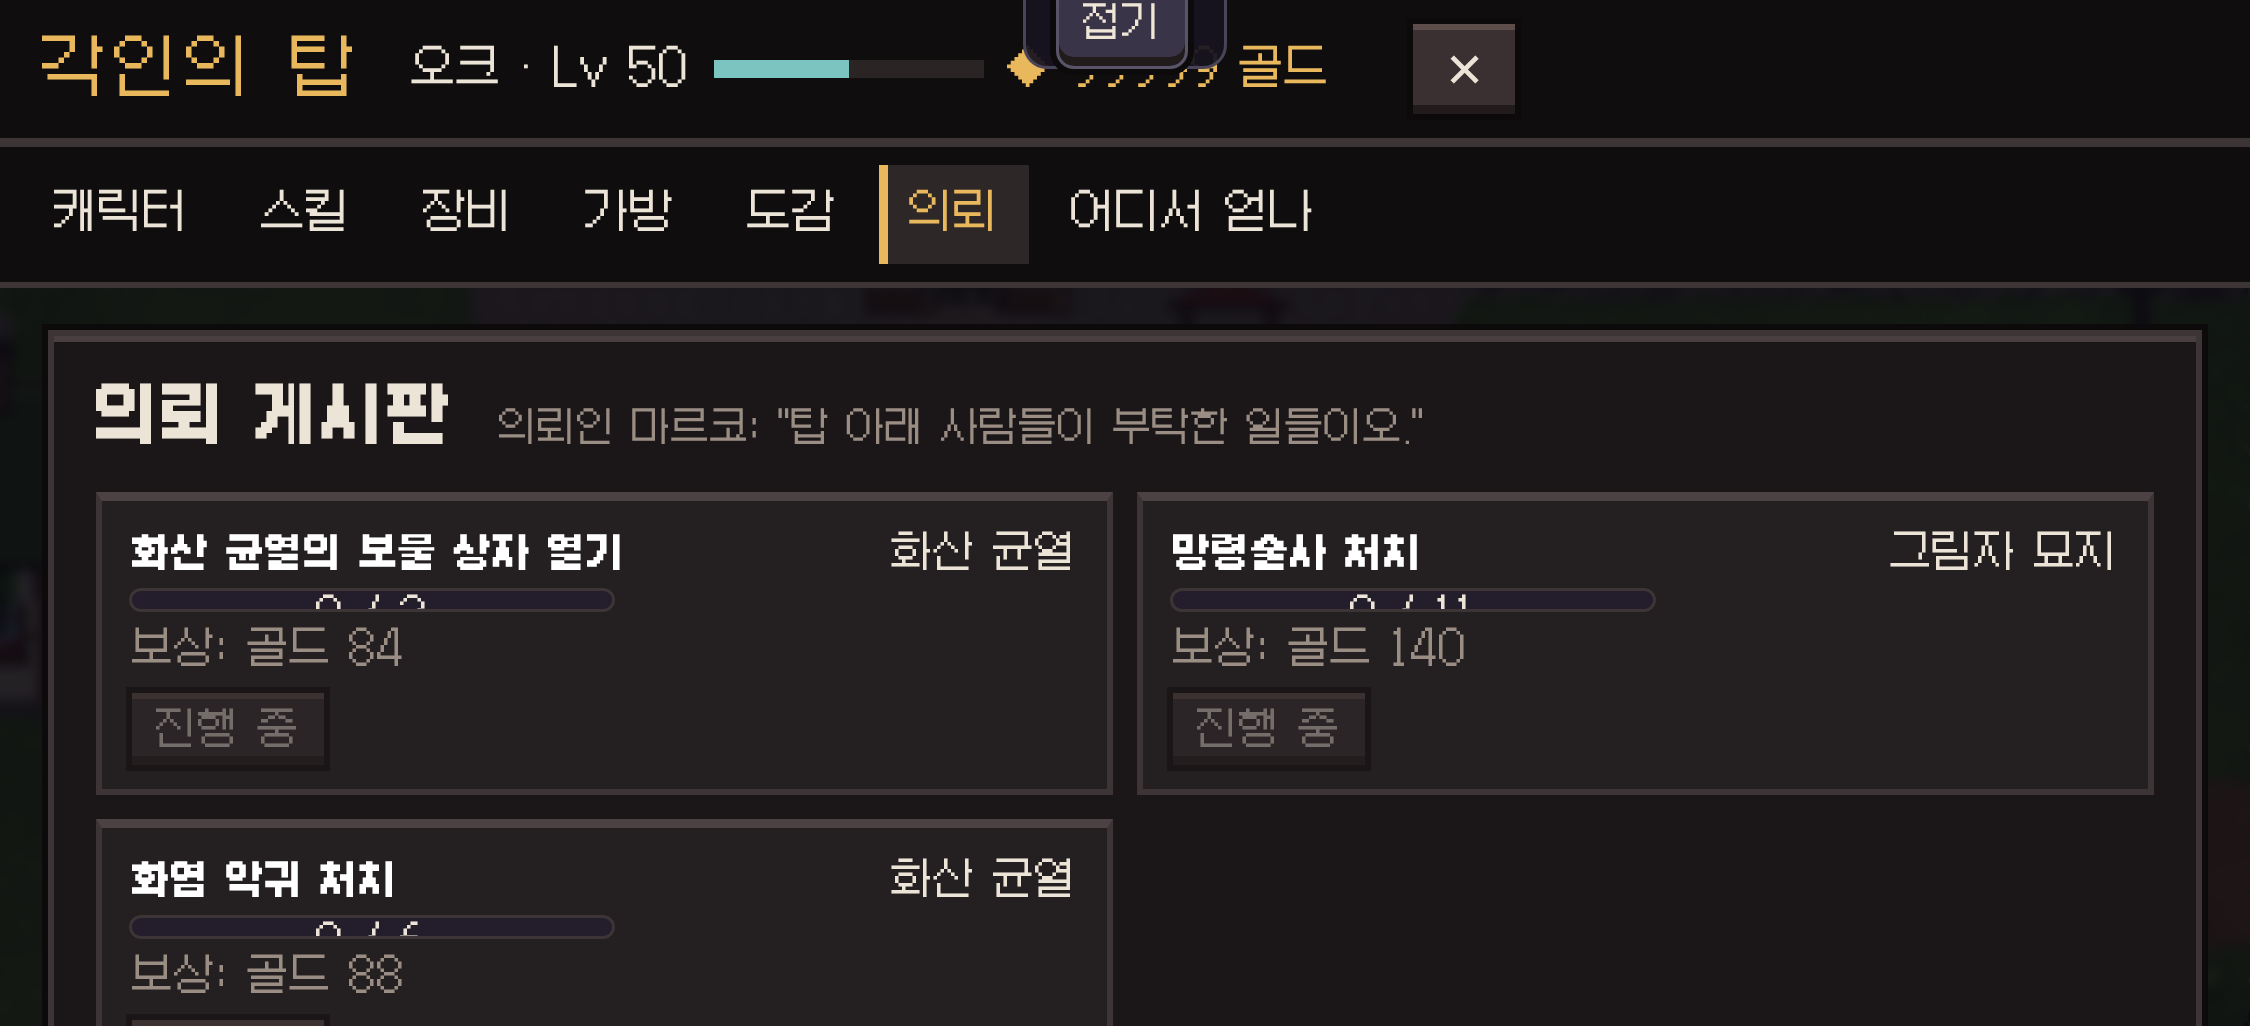 접기
각인의 탑 오크 · Lv 50 골드 ×
캐릭터 스킬 장비 가방 도감 의뢰 어디서 얻나
의뢰 게시판 의뢰인 마르코: "탑 아래 사람들이 부탁한 일들이오."
화산 균열의 보물 상자 열기 화산 균열
보상: 골드 84
진행 중
망령술사 처치 그림자 묘지
보상: 골드 140
진행 중
화염 악귀 처치 화산 균열
보상: 골드 88